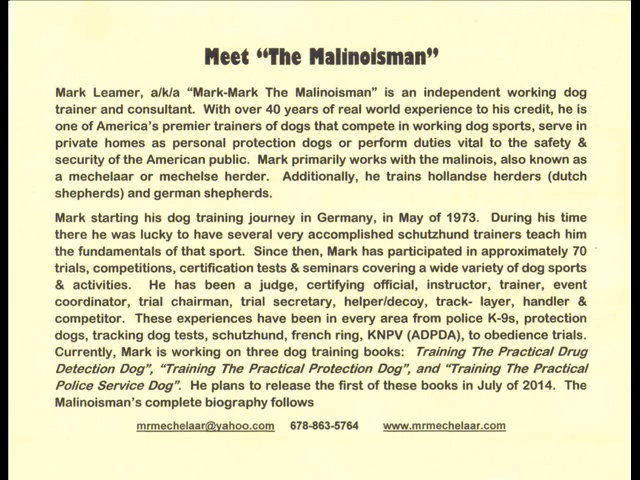 Meet “The Malinoisman”
Mark Leamer, a/k/a “Mark-Mark The Malinoisman” is an independent working dog
trainer and consultant. With over 40 years of real world experience to his credit, he is
one of America’s premier trainers of dogs that compete in working dog sports, serve in
private homes as personal protection dogs or perform duties vital to the safety &
security of the American public. Mark primarily works with the malinois, also known as
a mechelaar or mechelse herder. Additionally, he trains hollandse herders (dutch
shepherds) and german shepherds.
Mark starting his dog training journey in Germany, in May of 1973. During his time
there he was lucky to have several very accomplished schutzhund trainers teach him
the fundamentals of that sport. Since then, Mark has participated in approximately 70
trials, competitions, certification tests & seminars covering a wide variety of dog sports
& activities. He has been a judge, certifying official, instructor, trainer, event
coordinator, trial chairman, trial secretary, helper/decoy, track- layer, handler &
competitor. These experiences have been in every area from police K-9s, protection
dogs, tracking dog tests, schutzhund, french ring, KNPV (ADPDA), to obedience trials.
Currently, Mark is working on three dog training books: Training The Practical Drug
Detection Dog”, “Training The Practical Protection Dog”, and “Training The Practical
Police Service Dog”. He plans to release the first of these books in July of 2014. The
Malinoisman’s complete biography follows
mrmechelaar@yahoo.com 678-863-5764 www.mrmechelaar.com